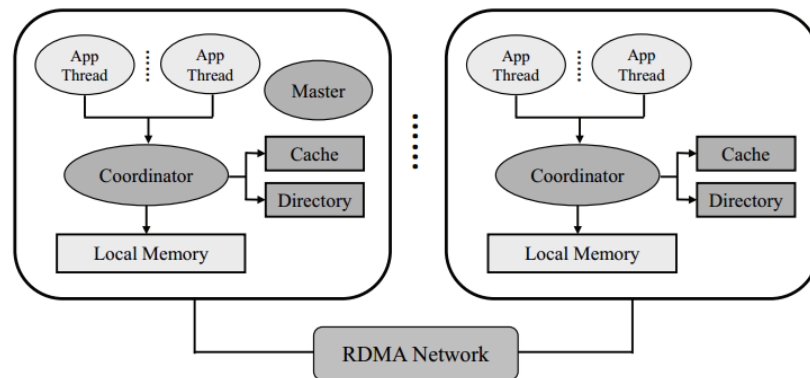 App
Thread
App
Thread
Master
Coordinator
Cache
Directory
Local Memory
App
Thread
App
Thread
Coordinator
Cache
Directory
Local Memory
RDMA Network